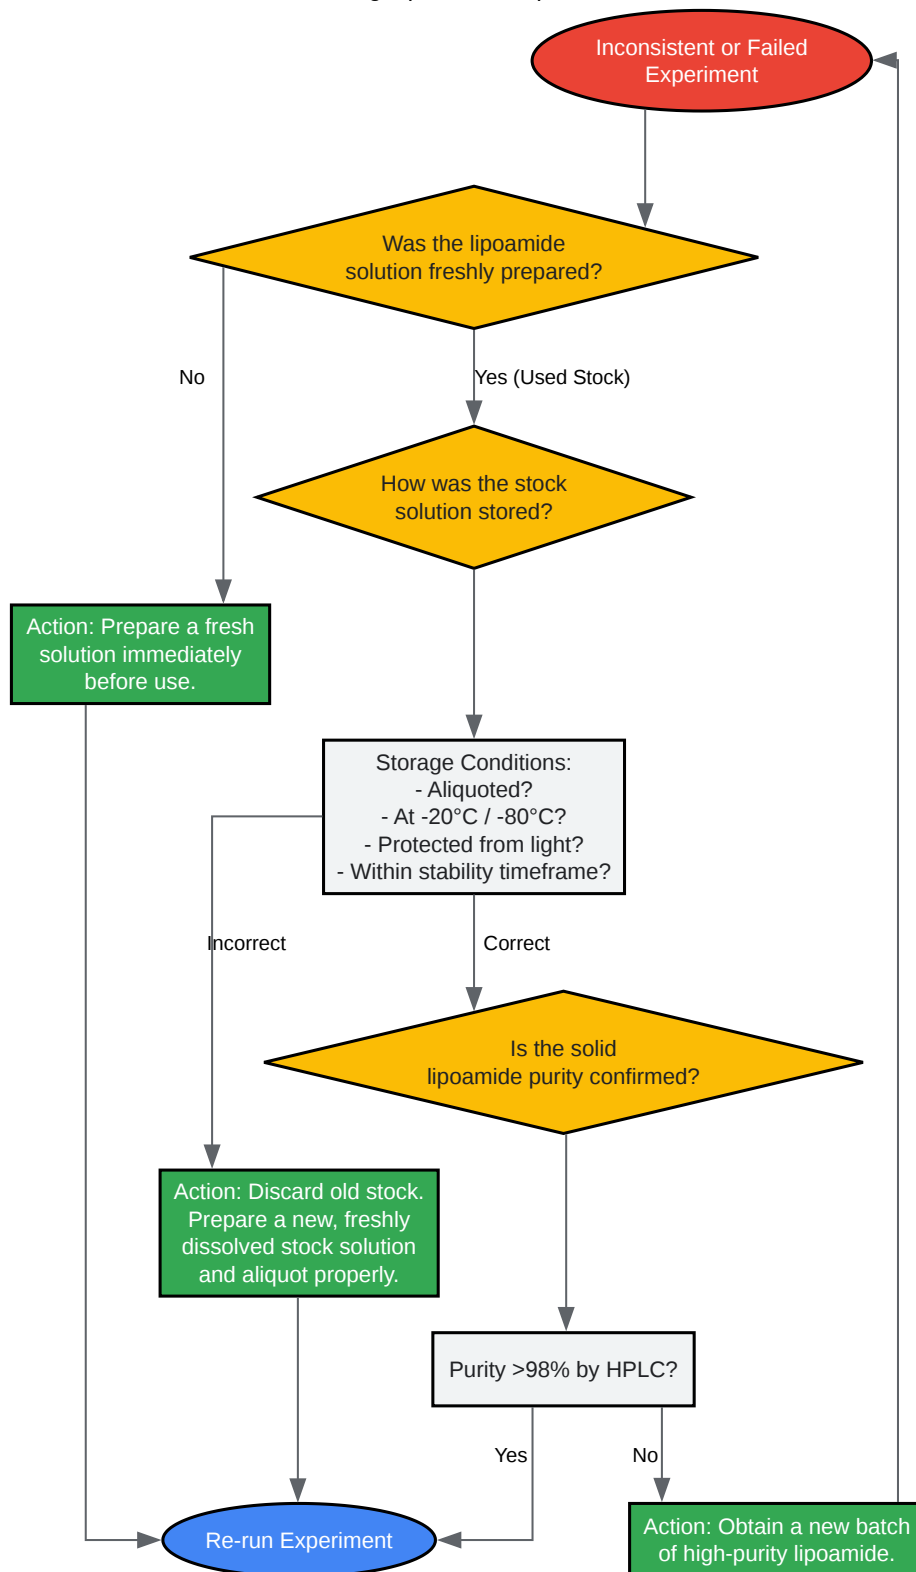 Inconsistent or Failed
Experiment
Was the lipoamide
solution freshly prepared?
No
Yes (Used Stock)
How was the stock
solution stored?
Action: Prepare a fresh
solution immediately
before use.
Storage Conditions:
- Aliquoted?
- At -20°C / -80°C?
- Protected from light?
- Within stability timeframe?
Incorrect
Correct
Is the solid
lipoamide purity confirmed?
Action: Discard old stock.
Prepare a new, freshly
dissolved stock solution
and aliquot properly.
Purity >98% by HPLC?
Yes
No
Re-run Experiment
Action: Obtain a new batch
of high-purity lipoamide.